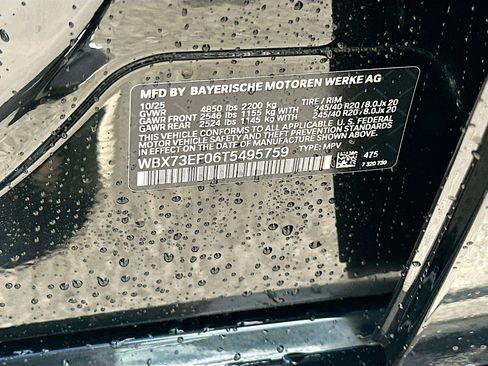 MFD BY BAYERISCHE MOTOREN WERKE AG
10/25 4850 lbs 2200 kg TIRE / RIM
GVWR
GAWR FRONT 2546 lbs 1155 kg WITH 245/40 R20 / 8.0J x 20
GAWR REAR 2524 lbs 1145 kg WITH 245/40 R20 / 8.0J x 20
THIS VEHICLE CONFORMS TO ALL APPLICABLE U.S. FEDERAL
MOTOR VEHICLE SAFETY AND THEFT PREVENTION STANDARDS
IN EFFECT ON THE DATE OF MANUFACTURE SHOWN ABOVE.
WBX73EF06T5495759 TYPE: MPV
475
7 320 730